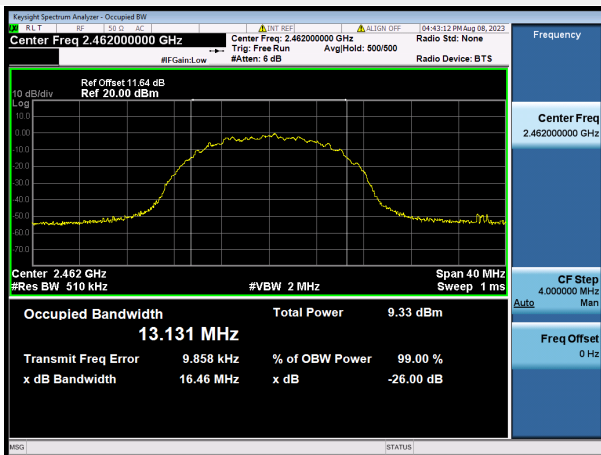 Keysight Spectrum Analyzer - Occupied BW
RLT RF 50 Ω AC INT REF ALIGN OFF 04:43:12 PM Aug 08, 2023
Center Freq 2.462000000 GHz
Center Freq: 2.462000000 GHz Radio Std: None
Trig: Free Run Avg|Hold: 500/500
#IFGain:Low #Atten: 6 dB Radio Device: BTS
Ref Offset 11.64 dB
10 dB/div Ref 20.00 dBm
Log
10.0
0.00
-10.0
-20.0
-30.0
-40.0
-50.0
-60.0
-70.0
Center 2.462 GHz Span 40 MHz
#Res BW 510 kHz #VBW 2 MHz Sweep 1 ms
Occupied Bandwidth Total Power 9.33 dBm
13.131 MHz
Transmit Freq Error 9.858 kHz % of OBW Power 99.00 %
x dB Bandwidth 16.46 MHz x dB -26.00 dB
MSG STATUS
Frequency
Center Freq
2.462000000 GHz
CF Step
4.000000 MHz
Auto Man
Freq Offset
0 Hz